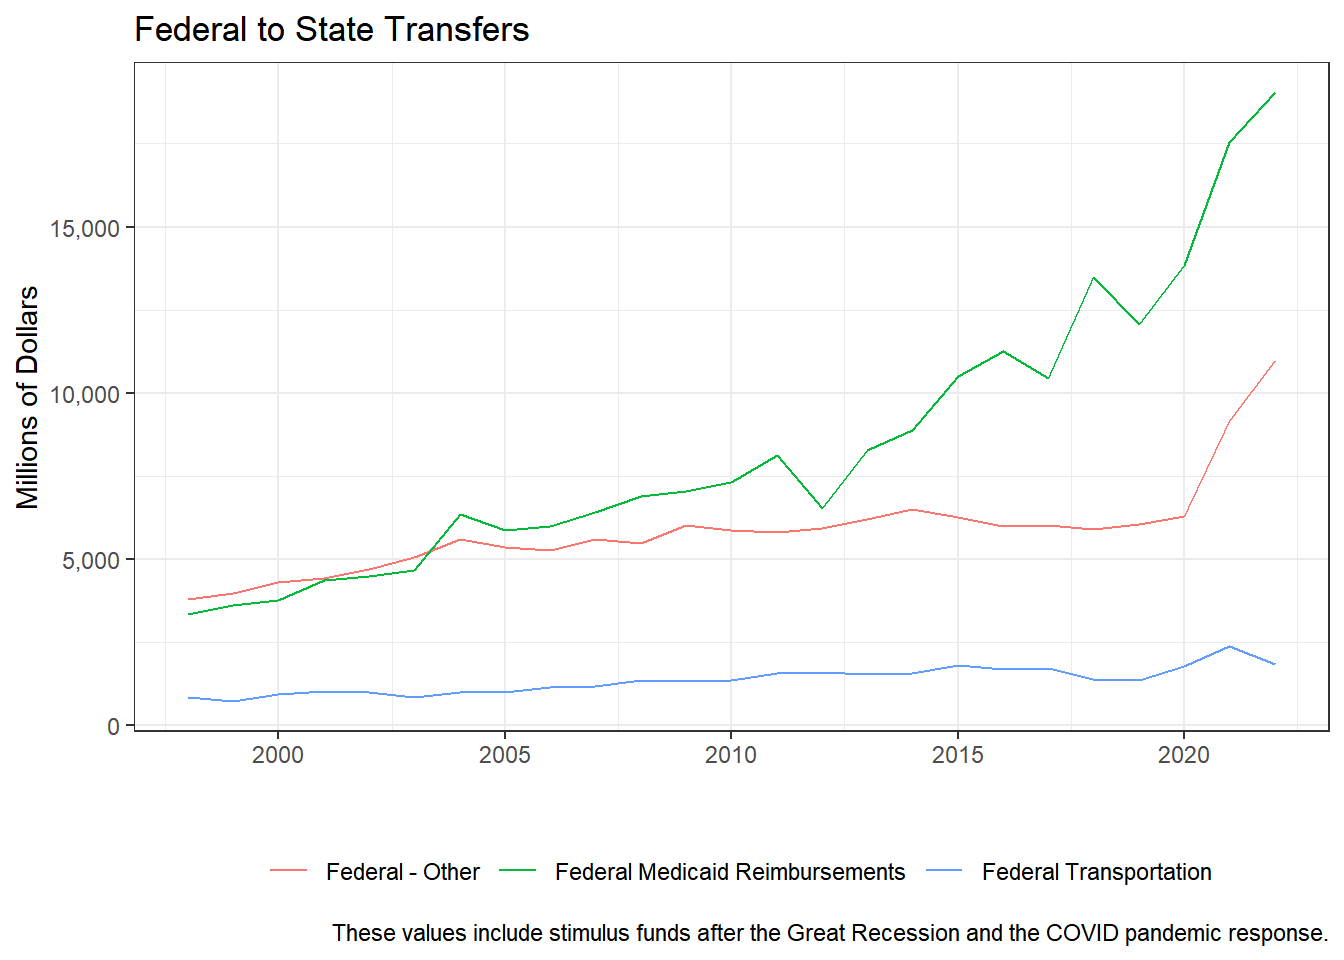 Federal to State Transfers
Millions of Dollars
15,000
10,000
5,000
0
2000 2005 2010 2015 2020
Federal - Other Federal Medicaid Reimbursements Federal Transportation
These values include stimulus funds after the Great Recession and the COVID pandemic response.